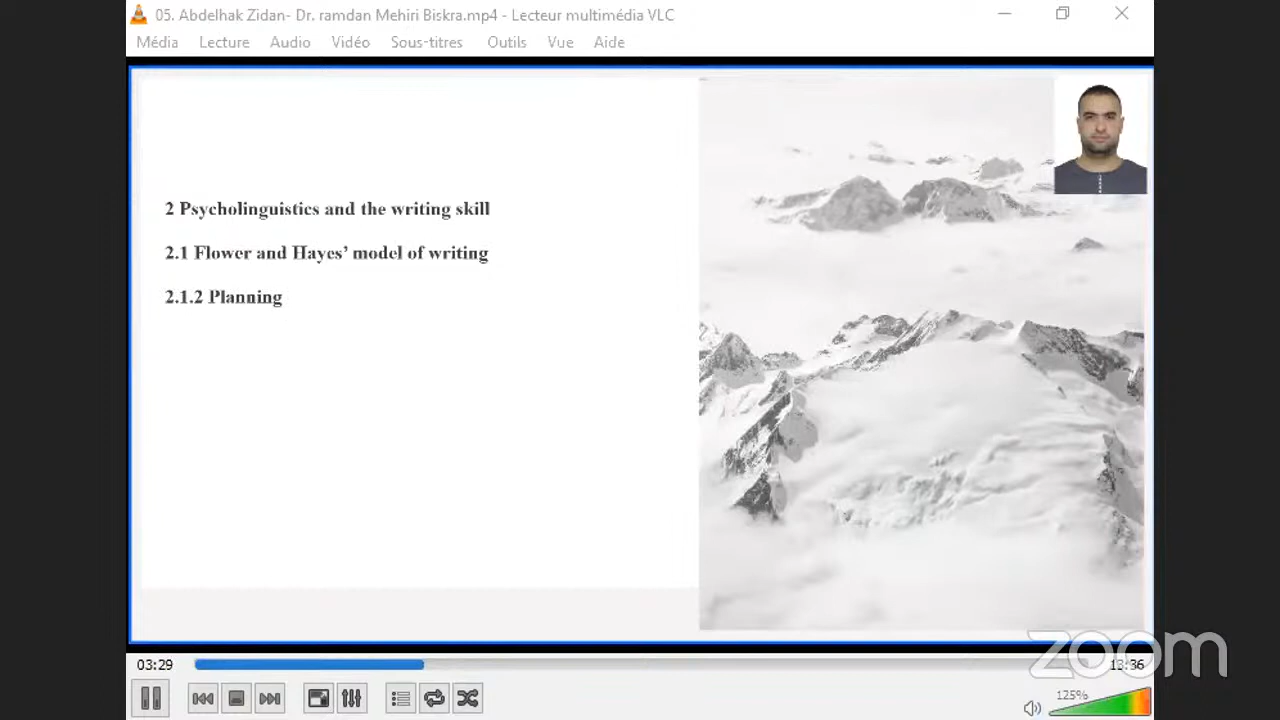 05. Abdelhak Zidan- Dr. ramdan Mehiri Biskra.mp4 - Lecteur multimédia VLC
Média Lecture Audio Vidéo Sous-titres Outils Vue Aide
2 Psycholinguistics and the writing skill
2.1 Flower and Hayes’ model of writing
2.1.2 Planning
03:29
13:36
zoom
125%